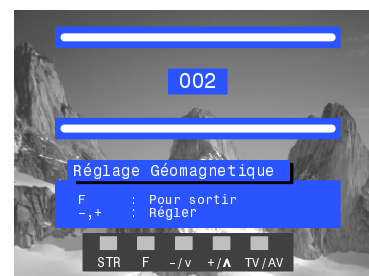 002
Réglage Géomagnetique
F : Pour sortir
-,+ : Régler
STR F -/v +/ʌ TV/AV